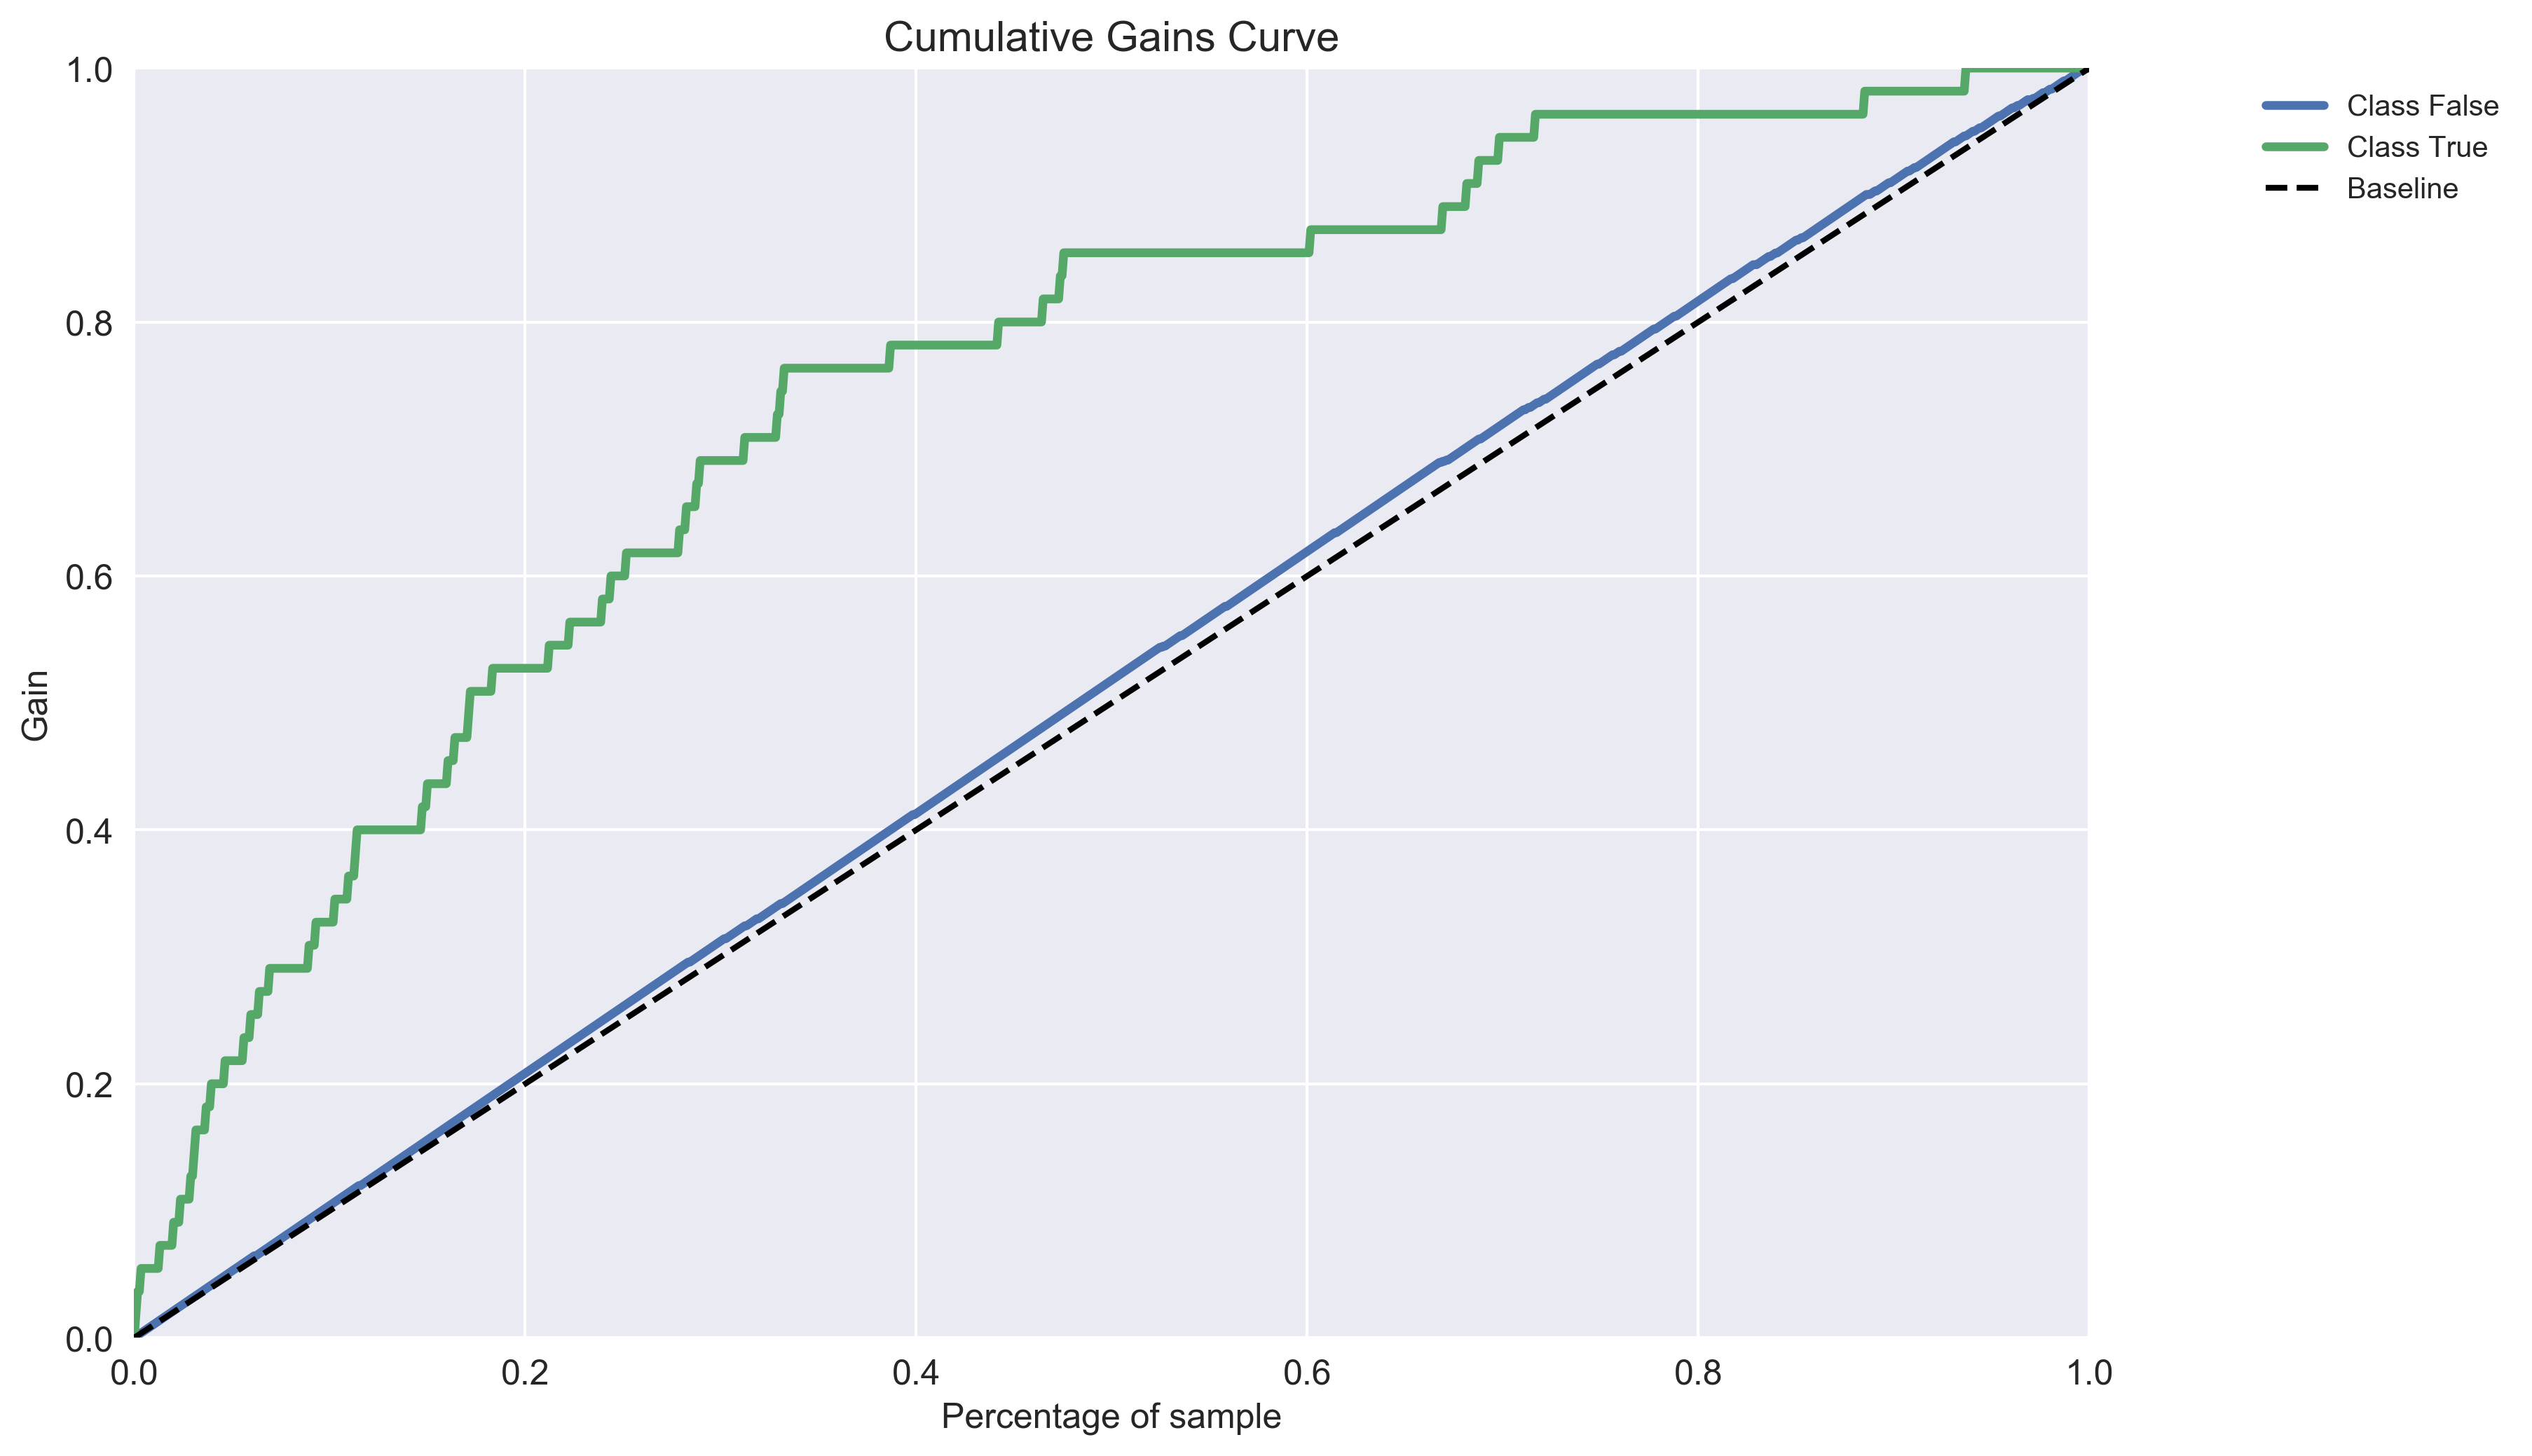 Cumulative Gains Curve
1.0
0.8
0.6
0.4
0.2
0.0
Gain
0.0 0.2 0.4 0.6 0.8 1.0
Percentage of sample
Class False
Class True
Baseline